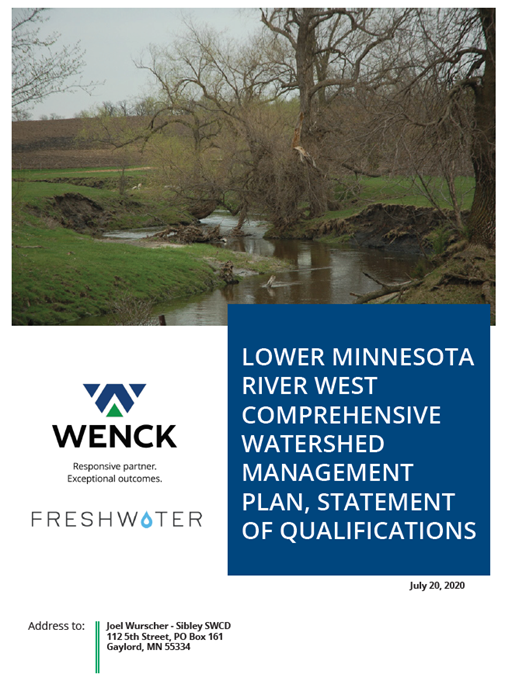 LOWER MINNESOTA
RIVER WEST
COMPREHENSIVE
WATERSHED
MANAGEMENT
PLAN, STATEMENT
OF QUALIFICATIONS
WENCK
Responsive partner.
Exceptional outcomes.
FRESHWATER
July 20, 2020
Address to:
Joel Wurscher - Sibley SWCD
112 5th Street, PO Box 161
Gaylord, MN 55334